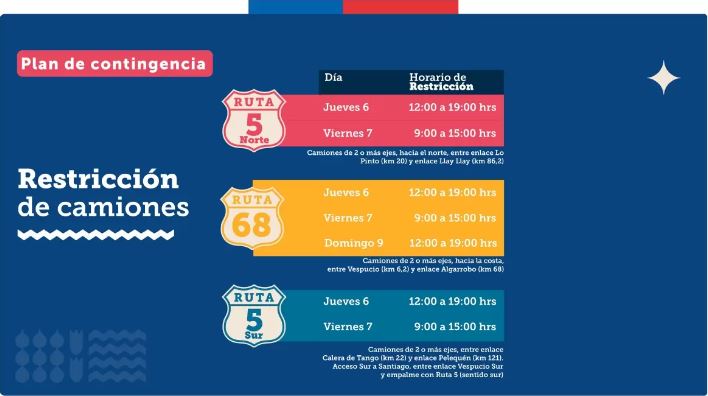 Plan de contingencia
Restricción
de camiones
Día Horario de
Restricción
RUTA
5
Norte
Jueves 6 12:00 a 19:00 hrs
Viernes 7 9:00 a 15:00 hrs
Camiones de 2 o más ejes, hacia el norte, entre enlace Lo
Pinto (km 20) y enlace Llay Llay (km 86,2)
RUTA
68
Jueves 6 12:00 a 19:00 hrs
Viernes 7 9:00 a 15:00 hrs
Domingo 9 12:00 a 19:00 hrs
Camiones de 2 o más ejes, hacia la costa,
entre Vespucio (km 6,2) y enlace Algarrobo (km 68)
RUTA
5
Sur
Jueves 6 12:00 a 19:00 hrs
Viernes 7 9:00 a 15:00 hrs
Camiones de 2 o más ejes, entre enlace
Calera de Tango (km 22) y enlace Pelequén (km 121).
Acceso Sur a Santiago, entre enlace Vespucio Sur
y empalme con Ruta 5 (sentido sur)